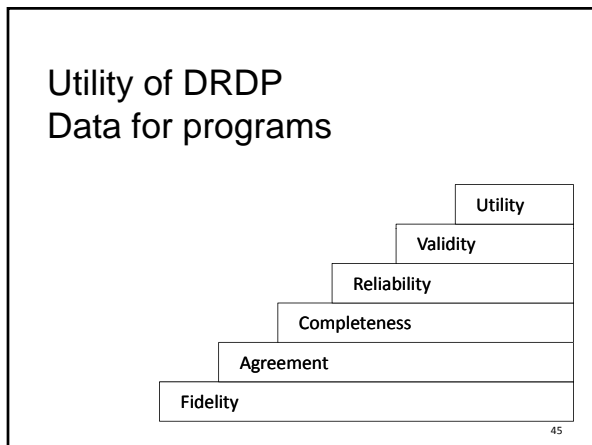 Utility of DRDP
Data for programs
Utility
Validity
Reliability
Completeness
Agreement
Fidelity
45